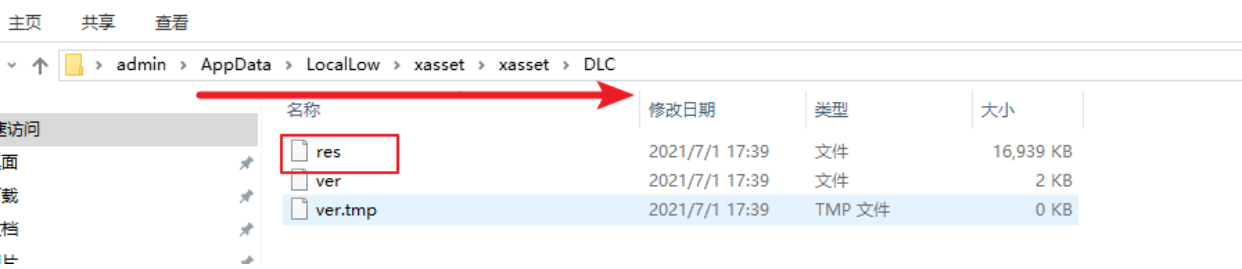 主页 共享 查看
admin > AppData > LocalLow > xasset > xasset > DLC
名称 修改日期 类型 大小
速访问
res 2021/7/1 17:39 文件 16,939 KB
ver 2021/7/1 17:39 文件 2 KB
ver.tmp 2021/7/1 17:39 TMP 文件 0 KB